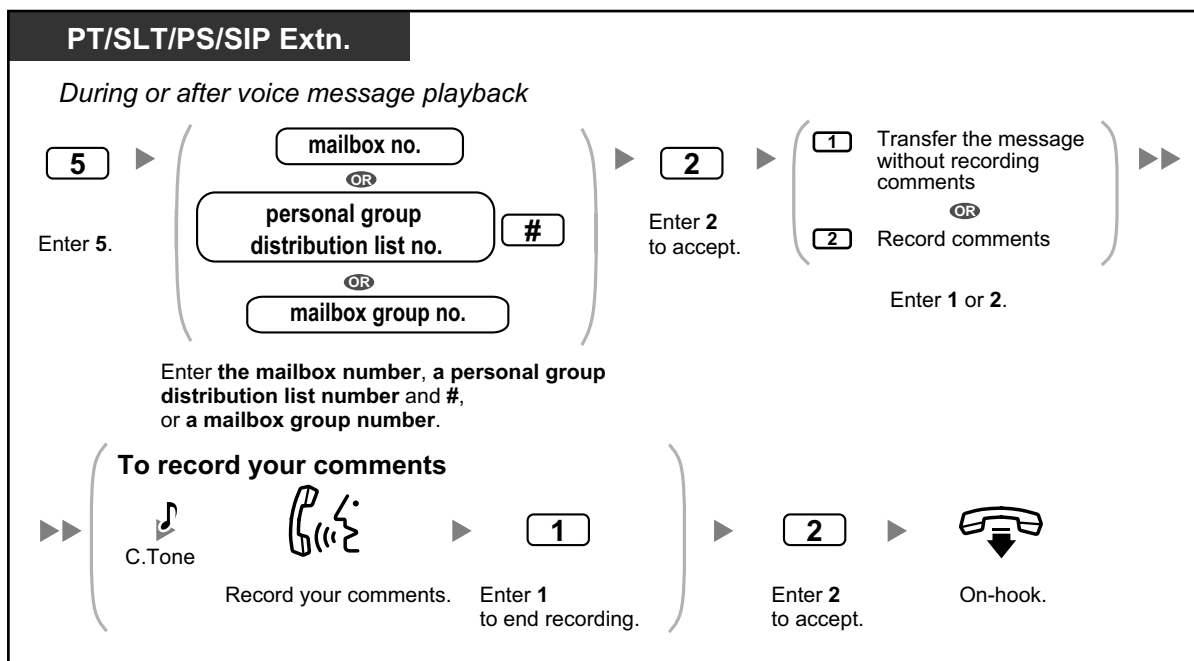 PT/SLT/PS/SIP Extn.
During or after voice message playback
5
Enter 5.
mailbox no.
OR
personal group
distribution list no.
#
OR
mailbox group no.
Enter the mailbox number, a personal group
distribution list number and #,
or a mailbox group number.
2
Enter 2
to accept.
1 Transfer the message
without recording
comments
OR
2 Record comments
Enter 1 or 2.
To record your comments
C.Tone
Record your comments.
1
Enter 1
to end recording.
2
Enter 2
to accept.
On-hook.